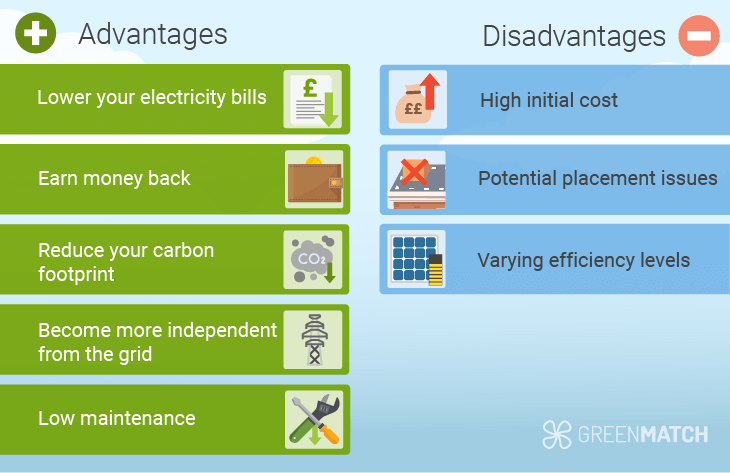 Advantages
Lower your electricity bills
£
Earn money back
Reduce your carbon
footprint
CO₂
Become more independent
from the grid
Low maintenance
Disadvantages
££
High initial cost
Potential placement issues
Varying efficiency levels
GREENMATCH